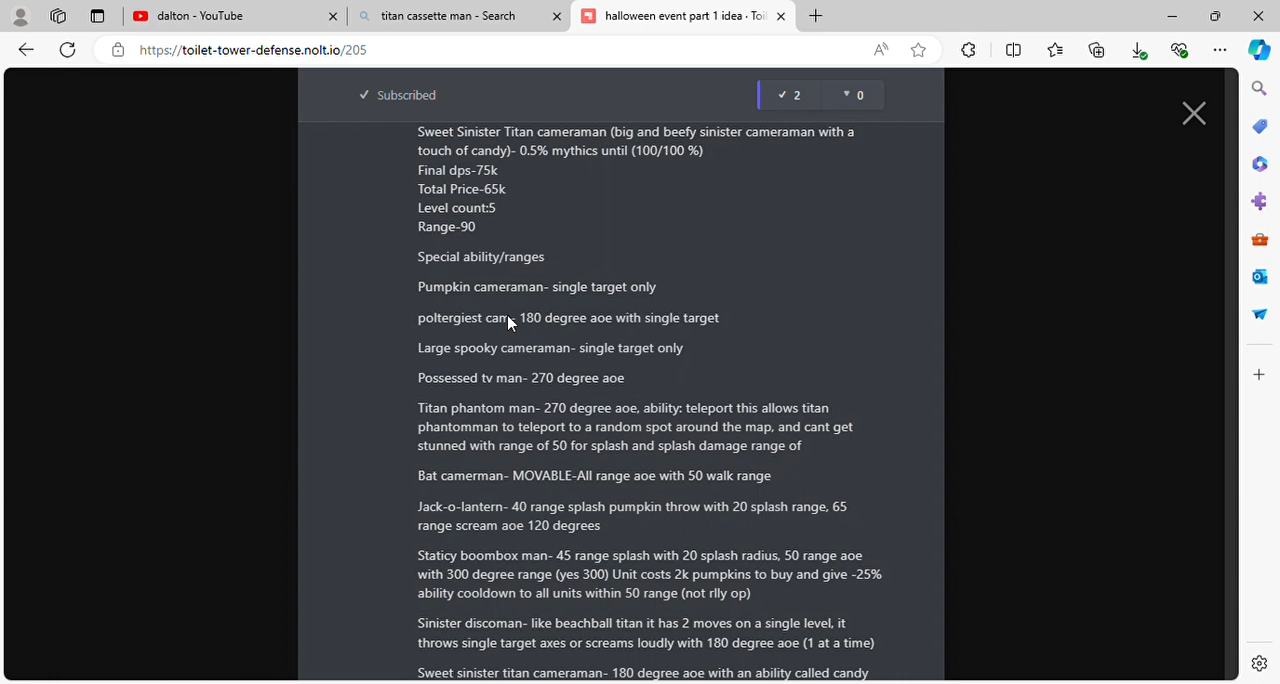 dalton - YouTube
titan cassette man - Search
halloween event part 1 idea · Toil
https://toilet-tower-defense.nolt.io/205
Subscribed
2
0
Sweet Sinister Titan cameraman (big and beefy sinister cameraman with a
touch of candy)- 0.5% mythics until (100/100 %)
Final dps-75k
Total Price-65k
Level count:5
Range-90
Special ability/ranges
Pumpkin cameraman- single target only
poltergiest cam- 180 degree aoe with single target
Large spooky cameraman- single target only
Possessed tv man- 270 degree aoe
Titan phantom man- 270 degree aoe, ability: teleport this allows titan
phantomman to teleport to a random spot around the map, and cant get
stunned with range of 50 for splash and splash damage range of
Bat camerman- MOVABLE-All range aoe with 50 walk range
Jack-o-lantern- 40 range splash pumpkin throw with 20 splash range, 65
range scream aoe 120 degrees
Staticy boombox man- 45 range splash with 20 splash radius, 50 range aoe
with 300 degree range (yes 300) Unit costs 2k pumpkins to buy and give -25%
ability cooldown to all units within 50 range (not rlly op)
Sinister discoman- like beachball titan it has 2 moves on a single level, it
throws single target axes or screams loudly with 180 degree aoe (1 at a time)
Sweet sinister titan cameraman- 180 degree aoe with an ability called candy